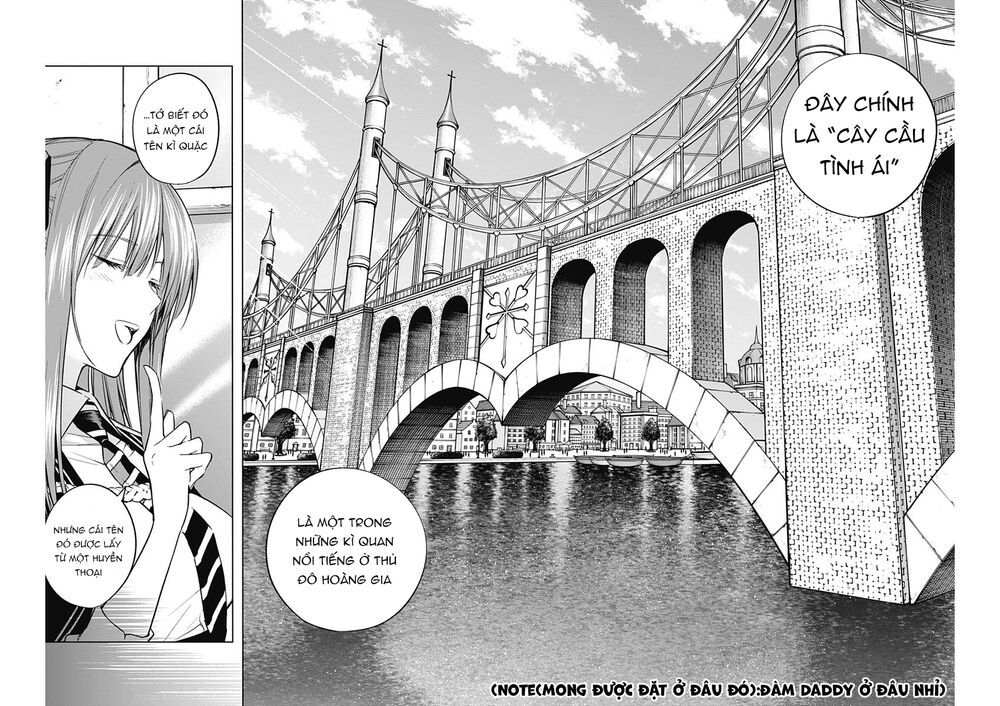 ĐÂY CHÍNH
LÀ "CÂY CẦU
TÌNH ÁI"
LÀ MỘT TRONG
NHỮNG KÌ QUAN
NỔI TIẾNG Ở THỦ
ĐÔ HOÀNG GIA
...TỚ BIẾT ĐÓ
LÀ MỘT CÁI
TÊN KÌ QUẶC
NHƯNG CÁI TÊN
ĐÓ ĐƯỢC LẤY
TỪ MỘT HUYỀN
THOẠI
(NOTE(MONG ĐƯỢC ĐẶT Ở ĐÂU ĐÓ):ĐÀM DADDY Ở ĐÂU NHỈ)